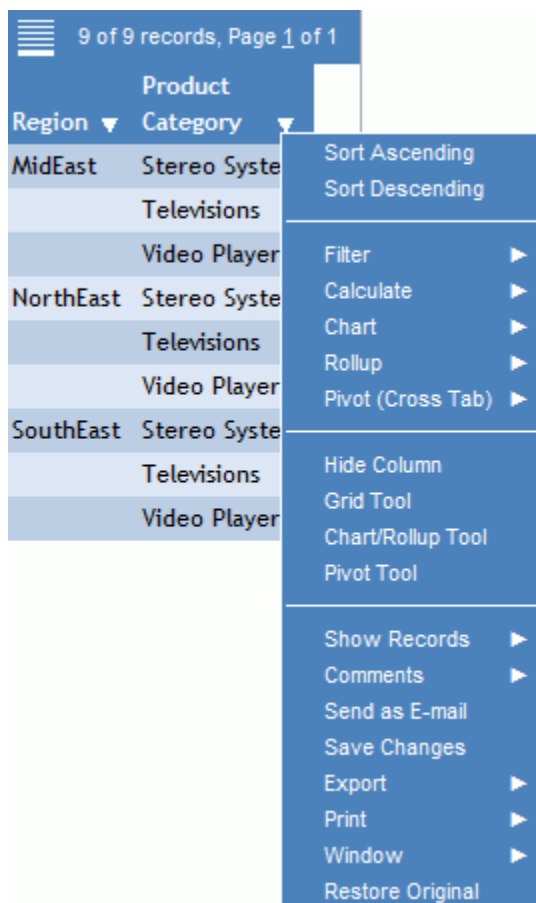 9 of 9 records, Page 1 of 1
Product
Region Category
MidEast Stereo Syste
Televisions
Video Player
NorthEast Stereo Syste
Televisions
Video Player
SouthEast Stereo Syste
Televisions
Video Player
Sort Ascending
Sort Descending
Filter
Calculate
Chart
Rollup
Pivot (Cross Tab)
Hide Column
Grid Tool
Chart/Rollup Tool
Pivot Tool
Show Records
Comments
Send as E-mail
Save Changes
Export
Print
Window
Restore Original